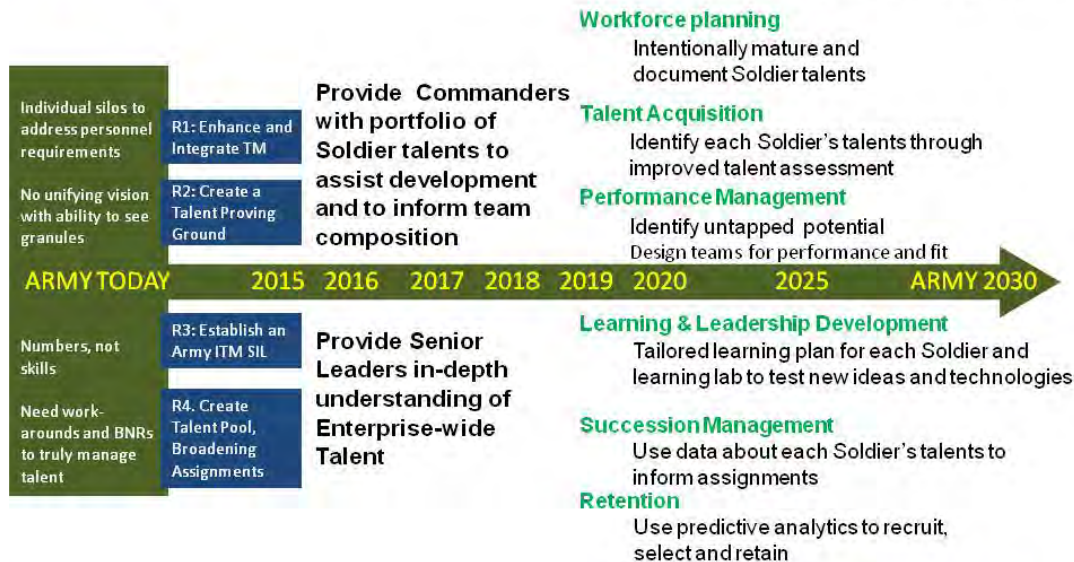 Individual silos to
address personnel
requirements
No unifying vision
with ability to see
granules
R1: Enhance and
Integrate TM
R2: Create a
Talent Proving
Ground
Provide Commanders
with portfolio of
Soldier talents to
assist development
and to inform team
composition
Workforce planning
Intentionally mature and
document Soldier talents
Talent Acquisition
Identify each Soldier's talents through
improved talent assessment
Performance Management
Identify untapped potential
Design teams for performance and fit
ARMY TODAY 2015 2016 2017 2018 2019 2020 2025 ARMY 2030
Numbers, not
skills
Need work-
arounds and BNRs
to truly manage
talent
R3: Establish an
Army ITM SIL
R4. Create
Talent Pool,
Broadening
Assignments
Provide Senior
Leaders in-depth
understanding of
Enterprise-wide
Talent
Learning & Leadership Development
Tailored learning plan for each Soldier and
learning lab to test new ideas and technologies
Succession Management
Use data about each Soldier's talents to
inform assignments
Retention
Use predictive analytics to recruit,
select and retain